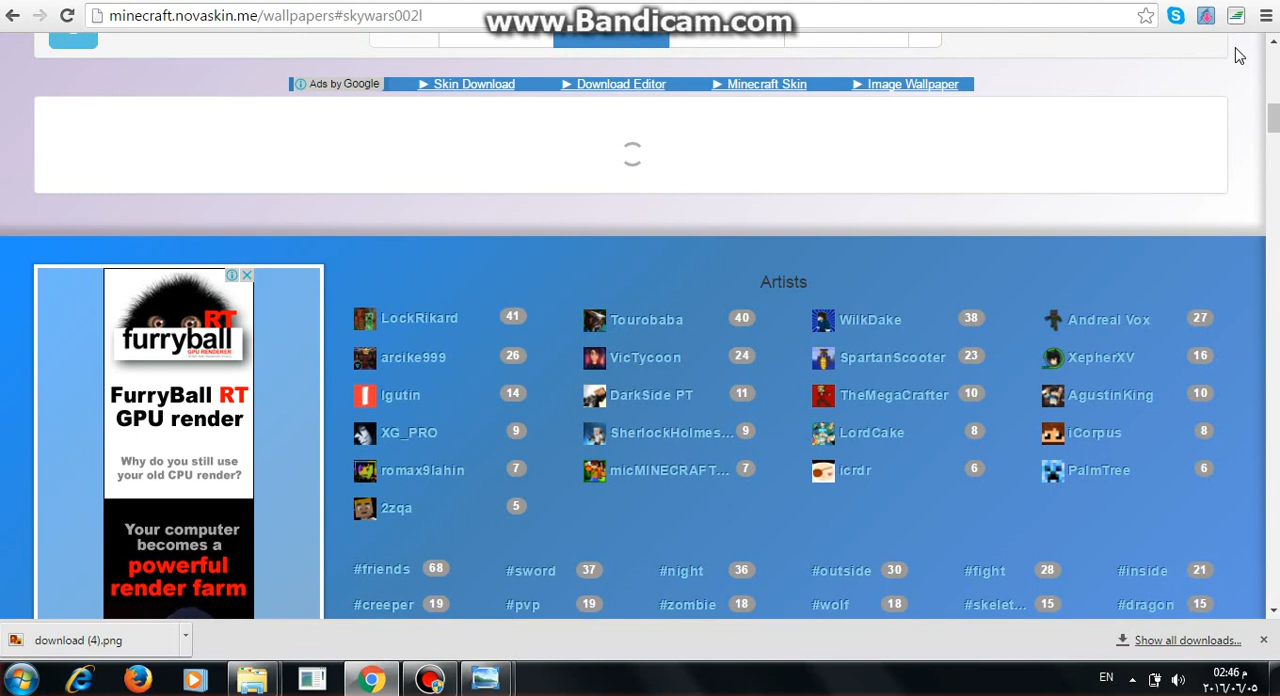 minecraft.novaskin.me/wallpapers#skywars002l
www.Bandicam.com
Ads by Google ► Skin Download ► Download Editor ► Minecraft Skin ► Image Wallpaper
Artists
LockRikard 41 Tourobaba 40 WilkDake 38 Andreal Vox 27
arcike999 26 VicTycoon 24 SpartanScooter 23 XepherXV 16
Igutin 14 DarkSide PT 11 TheMegaCrafter 10 AgustinKing 10
XG_PRO 9 SherlockHolmes... 9 LordCake 8 iCorpus 8
romax9lahin 7 micMINECRAFT... 7 icrdr 6 PalmTree 6
2zqa 5
#friends 68 #sword 37 #night 36 #outside 30 #fight 28 #inside 21
#creeper 19 #pvp 19 #zombie 18 #wolf 18 #skelet... 15 #dragon 15
RT
furryball
GPU RENDERER
FurryBall RT
GPU render
Why do you still use
your old CPU render?
Your computer
becomes a
powerful
render farm
download (4).png
Show all downloads...
EN
02:46 م
٢٠١٦/٠٦/٠٥